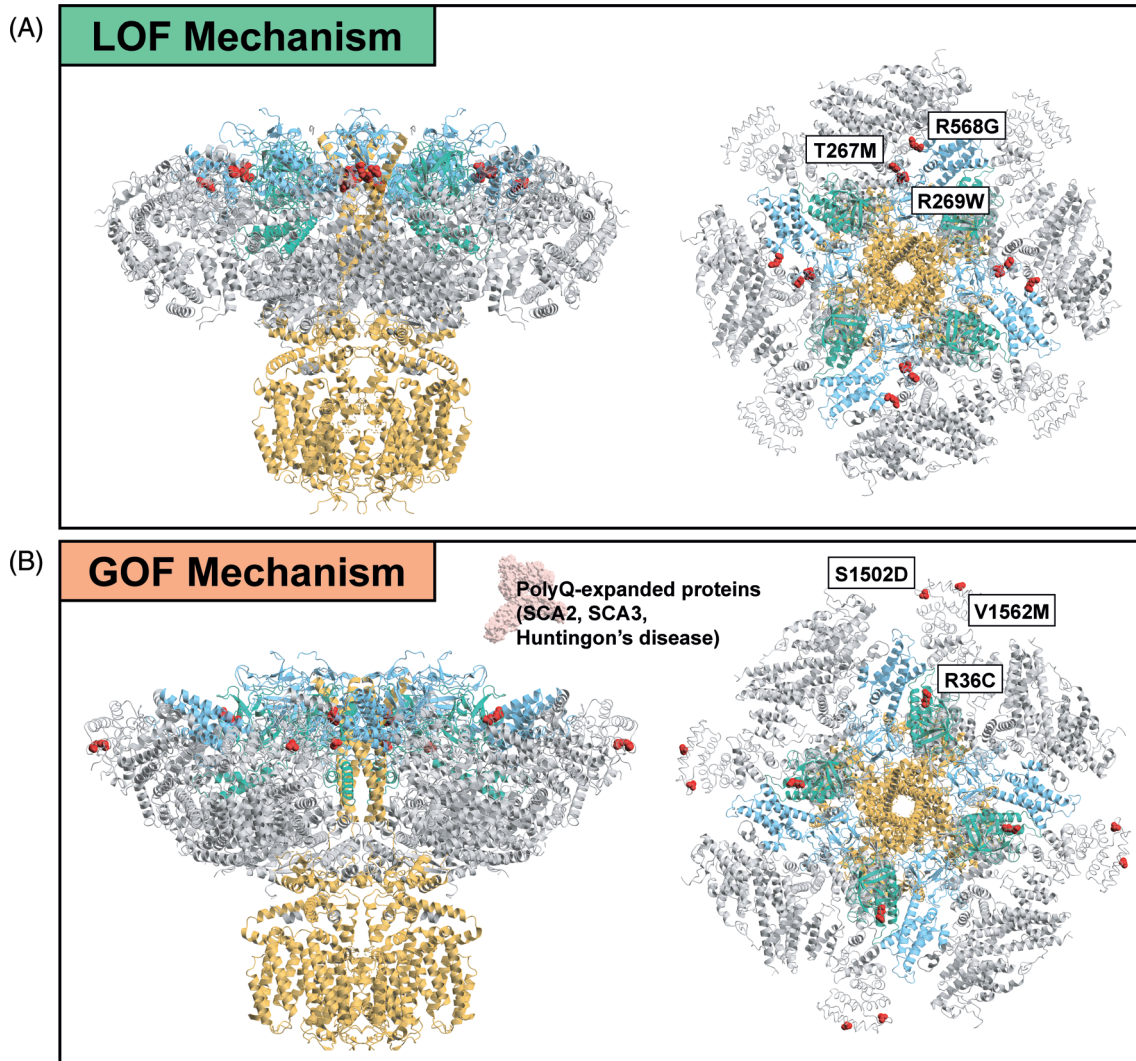 (A)
LOF Mechanism
R568G
T267M
R269W
(B)
GOF Mechanism
PolyQ-expanded proteins
(SCA2, SCA3,
Huntingon's disease)
S1502D
V1562M
R36C